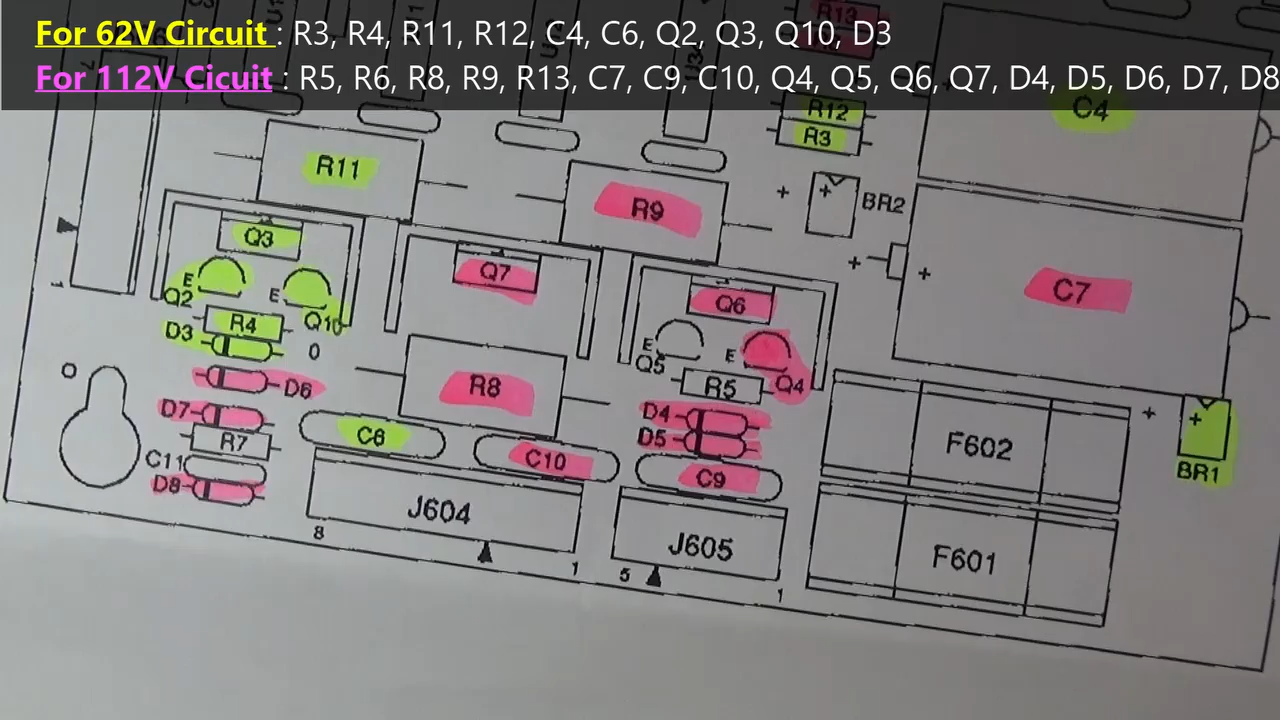 For 62V Circuit : R3, R4, R11, R12, C4, C6, Q2, Q3, Q10, D3
For 112V Cicuit : R5, R6, R8, R9, R13, C7, C9, C10, Q4, Q5, Q6, Q7, D4, D5, D6, D7, D8
R12
C4
R3
R11
R9
+ + BR2
Q3
+ +
C7
Q7
Q6
E
Q2
E
Q10
R4
D3
0
E
Q5
E
Q4
R5
D6
R8
D4
D5
D7
R7
C6
C10
C9
C11
D8
F602
+ +
BR1
J604
J605
F601
8
1
5
1
1